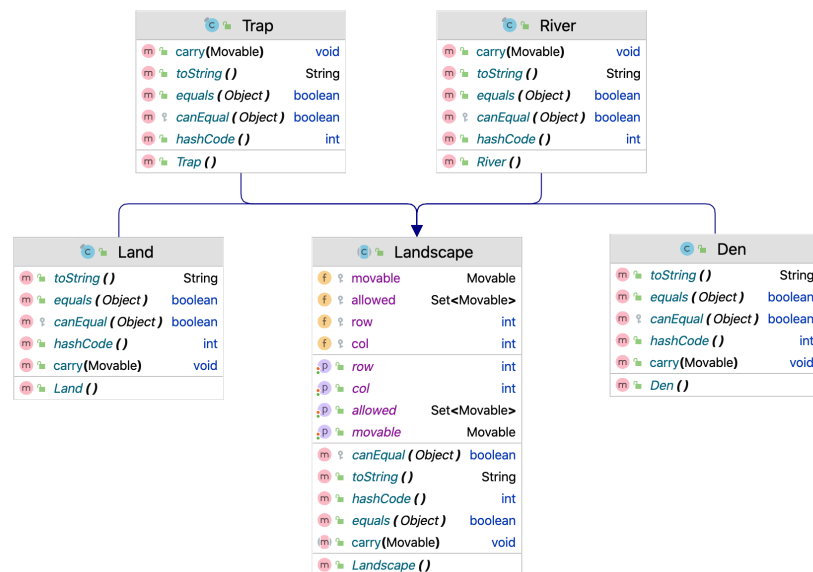 Trap
carry(Movable) void
toString() String
equals(Object) boolean
canEqual(Object) boolean
hashCode() int
Trap()
River
carry(Movable) void
toString() String
equals(Object) boolean
canEqual(Object) boolean
hashCode() int
River()
Land
toString() String
equals(Object) boolean
canEqual(Object) boolean
hashCode() int
carry(Movable) void
Land()
Landscape
movable Movable
allowed Set<Movable>
row int
col int
row int
col int
allowed Set<Movable>
movable Movable
canEqual(Object) boolean
toString() String
hashCode() int
equals(Object) boolean
carry(Movable) void
Landscape()
Den
toString() String
equals(Object) boolean
canEqual(Object) boolean
hashCode() int
carry(Movable) void
Den()